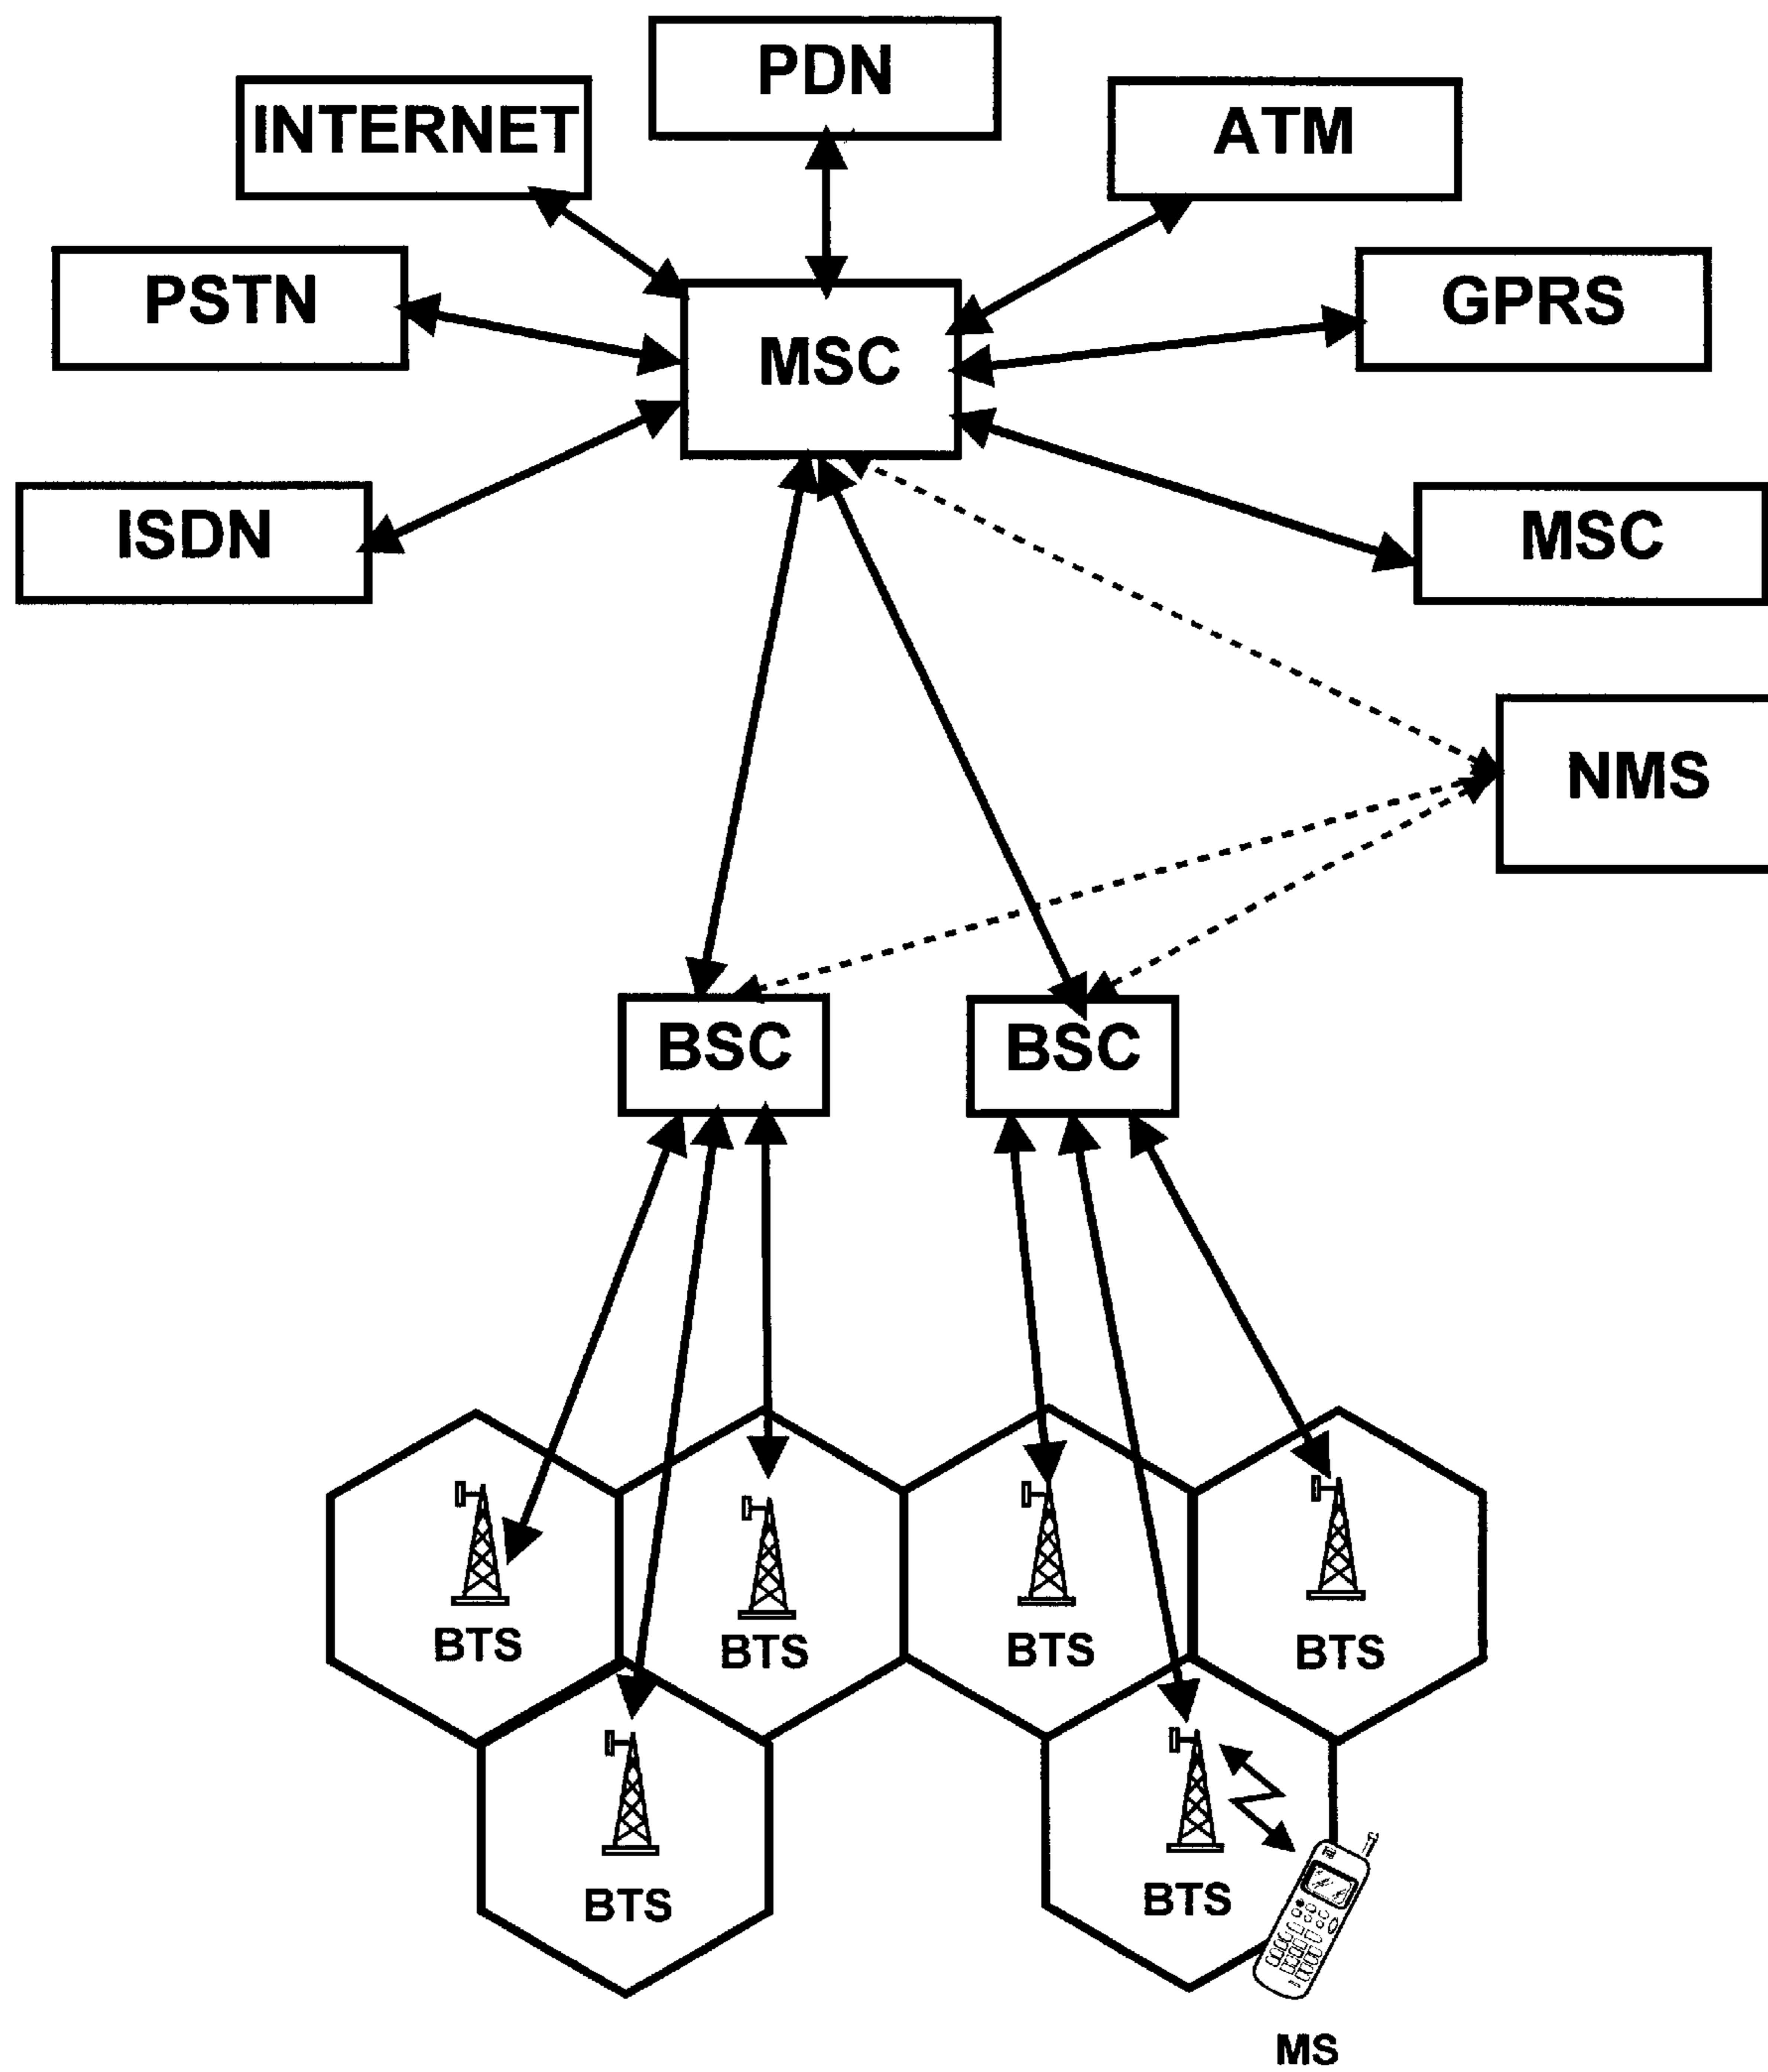 PDN
INTERNET
ATM
PSTN
GPRS
MSC
ISDN
MSC
NMS
BSC
BSC
BTS
BTS
BTS
BTS
BTS
BTS
MS